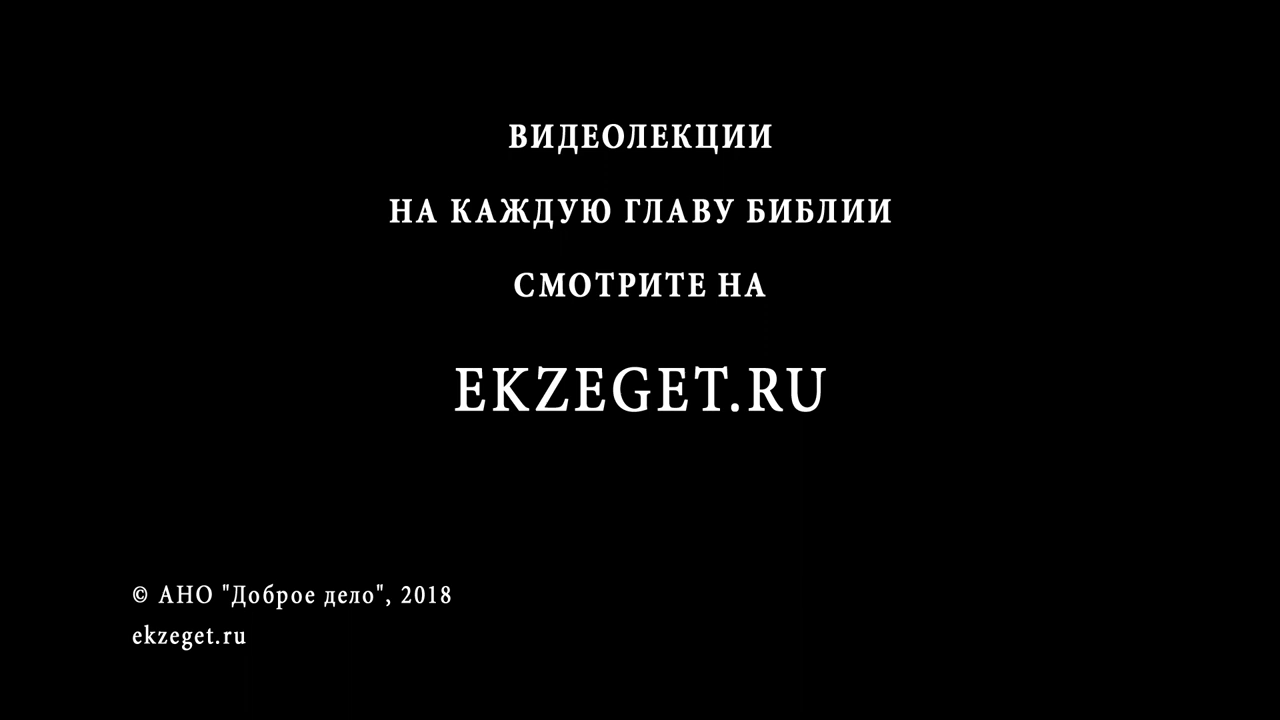 ВИДЕОЛЕКЦИИ
НА КАЖДУЮ ГЛАВУ БИБЛИИ
СМОТРИТЕ НА
EKZEGET.RU
© АНО "Доброе дело", 2018
ekzeget.ru